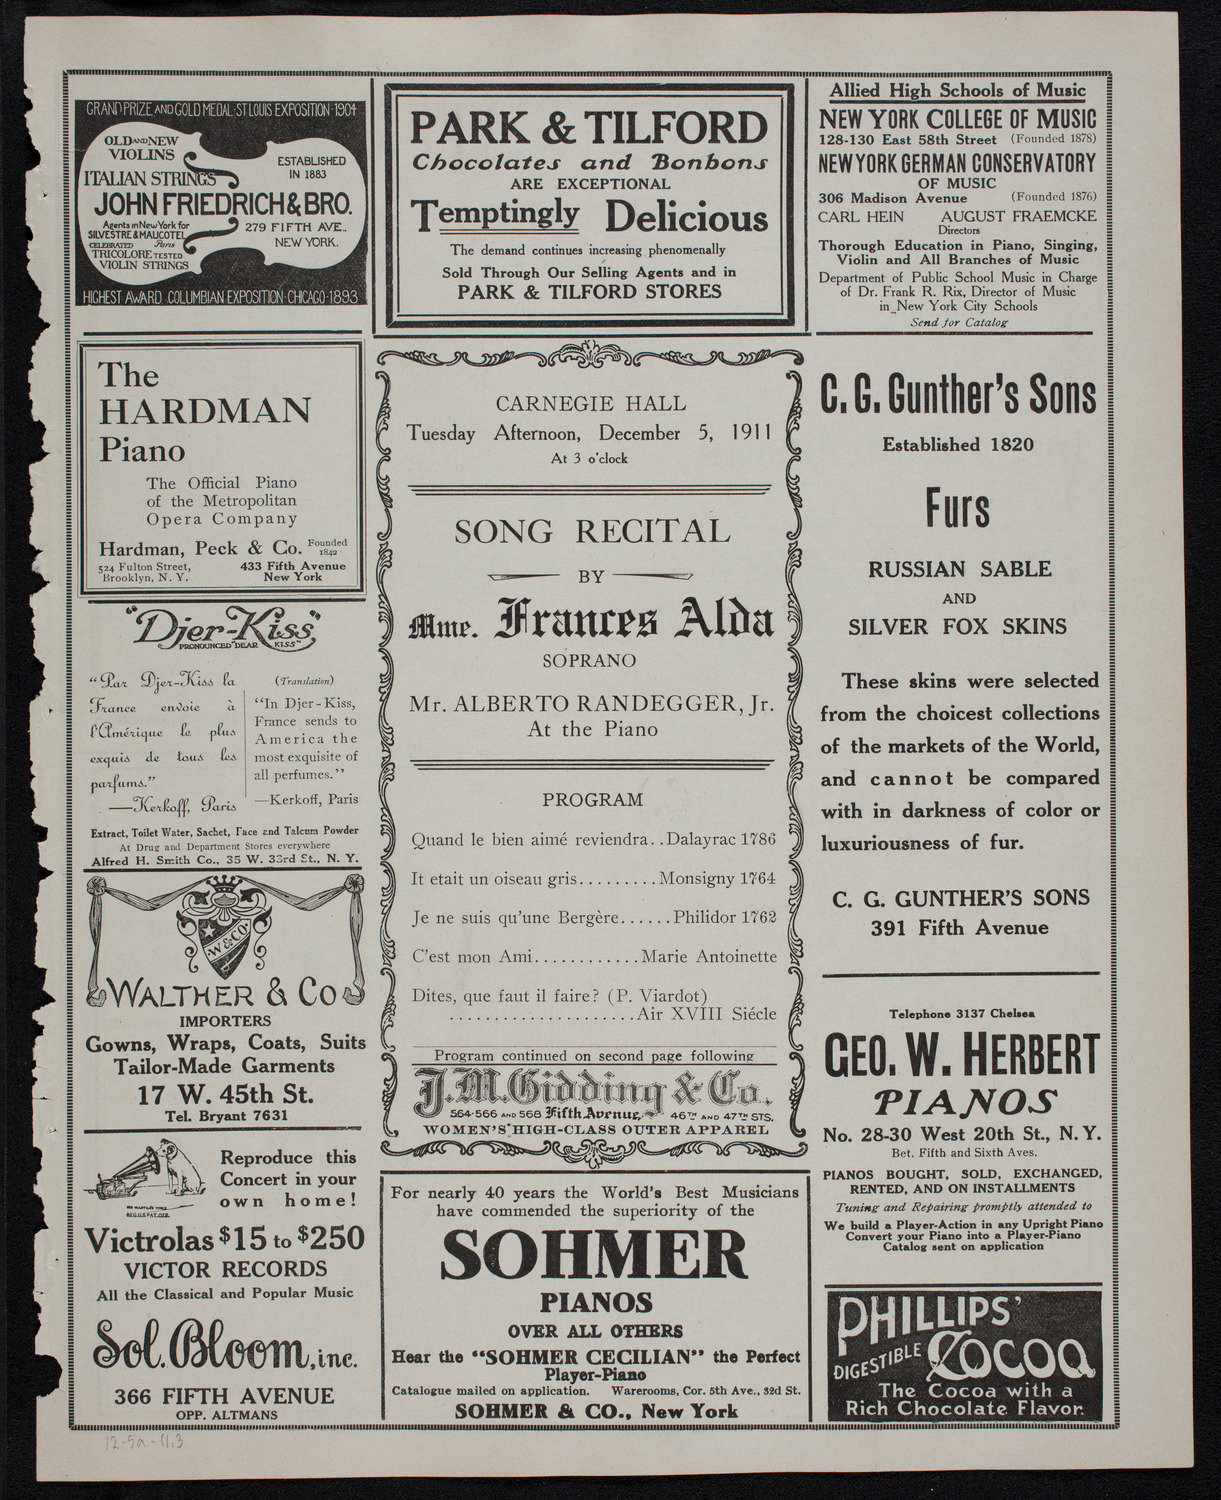 GRAND PRIZE AND GOLD MEDAL·ST LOUIS EXPOSITION·1904
OLD AND NEW
VIOLINS
ITALIAN STRINGS
ESTABLISHED
IN 1883
JOHN FRIEDRICH & BRO.
Agents in New York for
SILVESTRE & MAUCOTEL
CELEBRATED Paris
TRICOLORE TESTED
VIOLIN STRINGS
279 FIFTH AVE.,
NEW YORK.
HIGHEST AWARD COLUMBIAN EXPOSITION·CHICAGO·1893
The
HARDMAN
Piano
The Official Piano
of the Metropolitan
Opera Company
Hardman, Peck & Co. Founded 1842
524 Fulton Street,
Brooklyn, N. Y.
433 Fifth Avenue
New York
"Djer-Kiss"
PRONOUNCED "DEAR KISS"
"Par Djer-Kiss la
France envoie à
l'Amérique le plus
exquis de tous les
parfums."
—Kerkoff, Paris
(Translation)
"In Djer-Kiss,
France sends to
America the
most exquisite of
all perfumes."
—Kerkoff, Paris
Extract, Toilet Water, Sachet, Face and Talcum Powder
At Drug and Department Stores everywhere
Alfred H. Smith Co., 35 W. 33rd St., N. Y.
W & CO.
WALTHER & CO
IMPORTERS
Gowns, Wraps, Coats, Suits
Tailor-Made Garments
17 W. 45th St.
Tel. Bryant 7631
HIS MASTER'S VOICE
REG.U.S.PAT.OFF.
Reproduce this
Concert in your
own home!
Victrolas $15 to $250
VICTOR RECORDS
All the Classical and Popular Music
Sol. Bloom, inc.
366 FIFTH AVENUE
OPP. ALTMANS
PARK & TILFORD
Chocolates and Bonbons
ARE EXCEPTIONAL
Temptingly Delicious
The demand continues increasing phenomenally
Sold Through Our Selling Agents and in
PARK & TILFORD STORES
CARNEGIE HALL
Tuesday Afternoon, December 5, 1911
At 3 o'clock
SONG RECITAL
BY
Mme. Frances Alda
SOPRANO
Mr. ALBERTO RANDEGGER, Jr.
At the Piano
PROGRAM
Quand le bien aimé reviendra..Dalayrac 1786
It etait un oiseau gris.........Monsigny 1764
Je ne suis qu'une Bergère......Philidor 1762
C'est mon Ami............Marie Antoinette
Dites, que faut il faire? (P. Viardot)
.....................Air XVIII Siécle
Program continued on second page following
J.M.Gidding & Co.
564-566 AND 568 Fifth Avenue, 46TH AND 47TH STS.
WOMEN'S HIGH-CLASS OUTER APPAREL
For nearly 40 years the World's Best Musicians
have commended the superiority of the
SOHMER
PIANOS
OVER ALL OTHERS
Hear the "SOHMER CECILIAN" the Perfect
Player-Piano
Catalogue mailed on application. Warerooms, Cor. 5th Ave., 32d St.
SOHMER & CO., New York
Allied High Schools of Music
NEW YORK COLLEGE OF MUSIC
128-130 East 58th Street (Founded 1878)
NEW YORK GERMAN CONSERVATORY
OF MUSIC
306 Madison Avenue (Founded 1876)
CARL HEIN AUGUST FRAEMCKE
Directors
Thorough Education in Piano, Singing,
Violin and All Branches of Music
Department of Public School Music in Charge
of Dr. Frank R. Rix, Director of Music
in New York City Schools
Send for Catalog
C. G. Gunther's Sons
Established 1820
Furs
RUSSIAN SABLE
AND
SILVER FOX SKINS
These skins were selected
from the choicest collections
of the markets of the World,
and cannot be compared
with in darkness of color or
luxuriousness of fur.
C. G. GUNTHER'S SONS
391 Fifth Avenue
Telephone 3137 Chelsea
GEO. W. HERBERT
PIANOS
No. 28-30 West 20th St., N. Y.
Bet. Fifth and Sixth Aves.
PIANOS BOUGHT, SOLD, EXCHANGED,
RENTED, AND ON INSTALLMENTS
Tuning and Repairing promptly attended to
We build a Player-Action in any Upright Piano
Convert your Piano into a Player-Piano
Catalog sent on application
PHILLIPS'
DIGESTIBLE COCOA
The Cocoa with a
Rich Chocolate Flavor.
12-5a-11.3